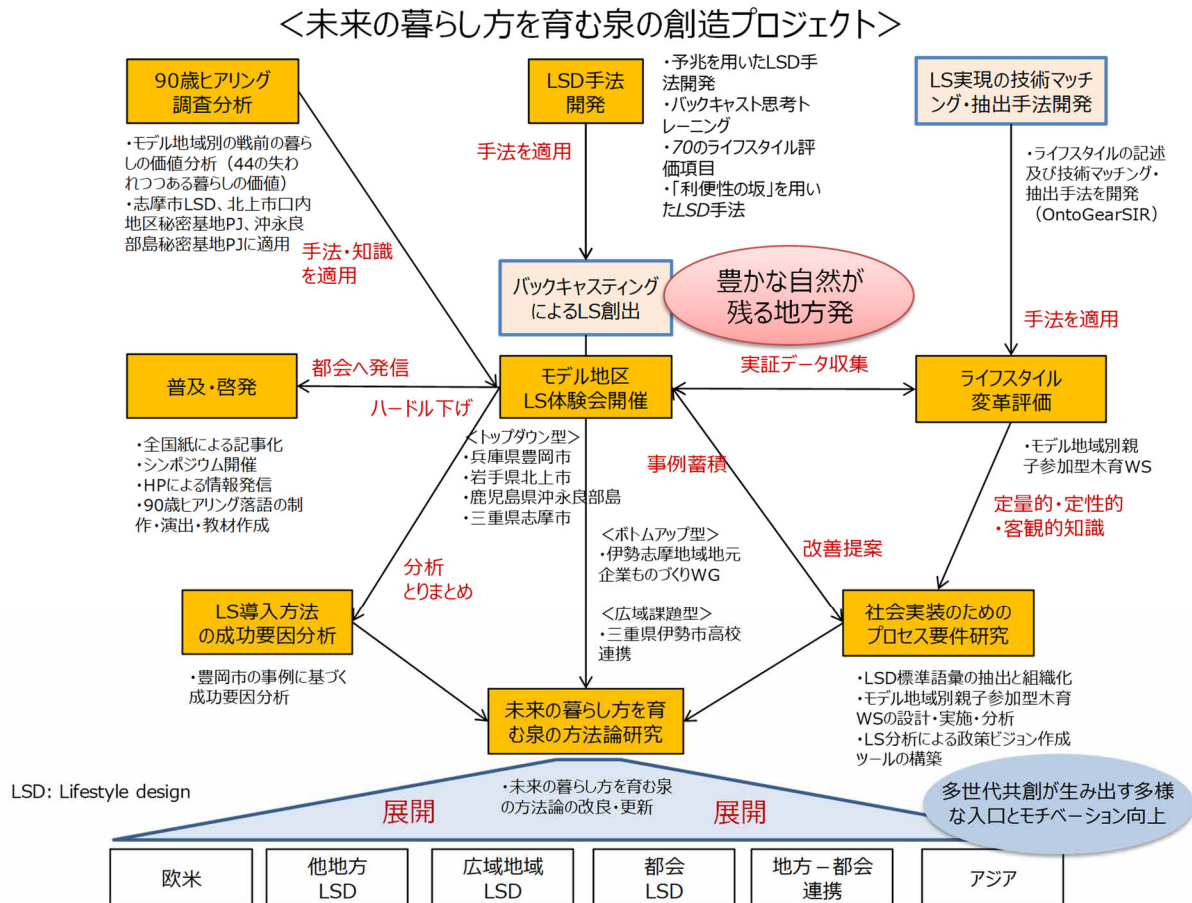 ＜未来の暮らし方を育む泉の創造プロジェクト＞
90歳ヒアリング
調査分析
・モデル地域別の戦前の暮ら
しの価値分析（44の失わ
れつつある暮らしの価値）
・志摩市LSD、北上市口内
地区秘密基地PJ、沖永良
部島秘密基地PJに適用
手法・知識
を適用
LSD手法
開発
・予兆を用いたLSD手
法開発
・バックキャスト思考ト
レーニング
・70のライフスタイル評
価項目
・「利便性の坂」を用い
たLSD手法
手法を適用
LS実現の技術マッチ
ング・抽出手法開発
・ライフスタイルの記述
及び技術マッチング・
抽出手法を開発
（OntoGearSIR）
手法を適用
バックキャスティング
によるLS創出
豊かな自然が
残る地方発
普及・啓発
都会へ発信
ハードル下げ
・全国紙による記事化
・シンポジウム開催
・HPによる情報発信
・90歳ヒアリング落語の制
作・演出・教材作成
モデル地区
LS体験会開催
実証データ収集
ライフスタイル
変革評価
・モデル地域別親
子参加型木育WS
＜トップダウン型＞
・兵庫県豊岡市
・岩手県北上市
・鹿児島県沖永良部島
・三重県志摩市
＜ボトムアップ型＞
・伊勢志摩地域地元
企業ものづくりWG
＜広域課題型＞
・三重県伊勢市高校
連携
事例蓄積
改善提案
定量的・定性的
・客観的知識
分析
とりまとめ
LS導入方法
の成功要因分析
・豊岡市の事例に基づく
成功要因分析
社会実装のための
プロセス要件研究
・LSD標準語彙の抽出と組織化
・モデル地域別親子参加型木育
WSの設計・実施・分析
・LS分析による政策ビジョン作成
ツールの構築
未来の暮らし方を育
む泉の方法論研究
LSD: Lifestyle design
展開
・未来の暮らし方を育む泉
の方法論の改良・更新
展開
多世代共創が生み出す多様
な入口とモチベーション向上
欧米
他地方
LSD
広域地域
LSD
都会
LSD
地方－都会
連携
アジア